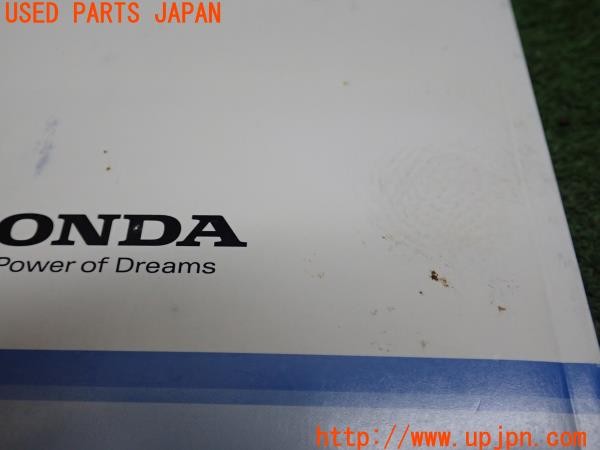 USED PARTS JAPAN
ONDA
Power of Dreams
http://www.upjpn.com